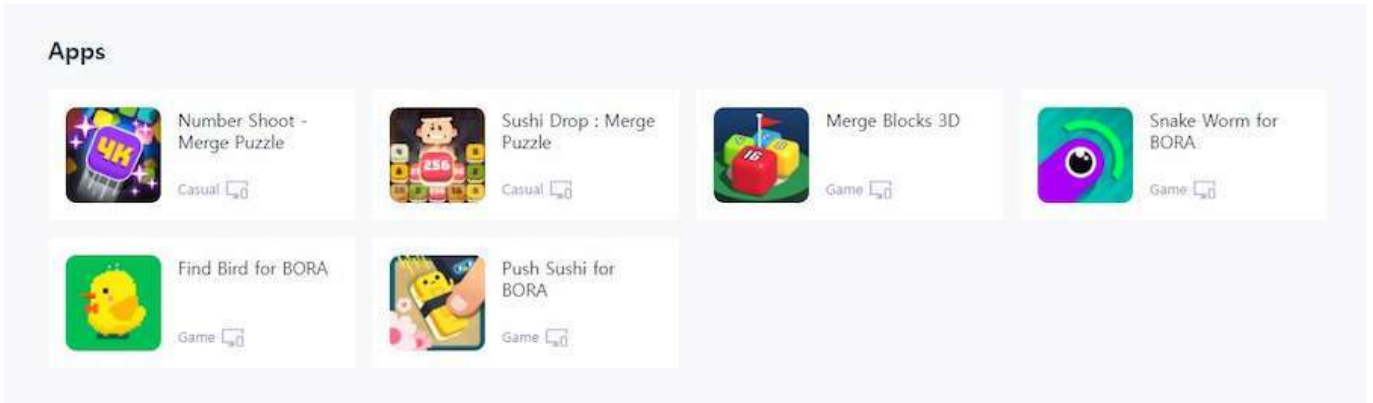 Apps
Number Shoot -
Merge Puzzle
Casual
Sushi Drop : Merge
Puzzle
Casual
Merge Blocks 3D
Game
Snake Worm for
BORA
Game
Find Bird for BORA
Game
Push Sushi for
BORA
Game
4K
256
16